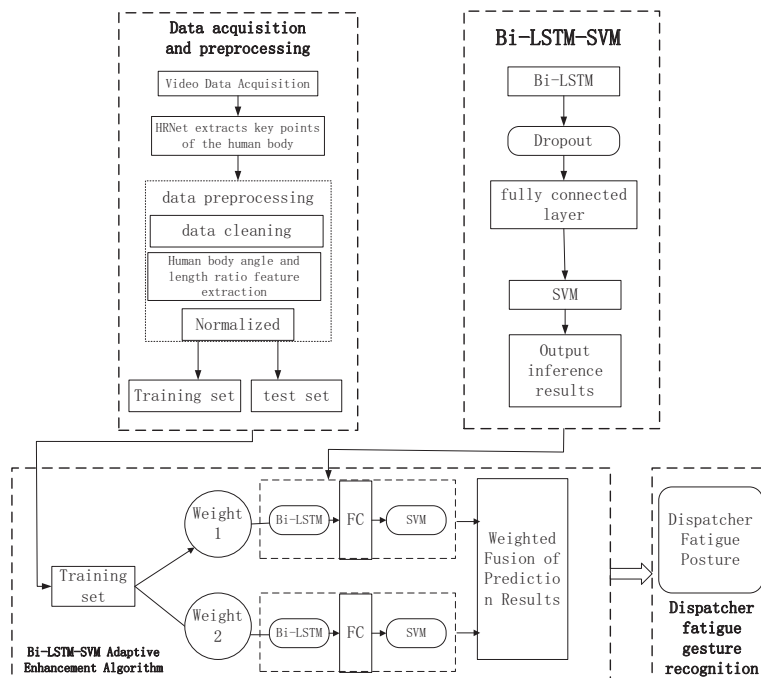 Data acquisition
and preprocessing
Video Data Acquisition
HRNet extracts key points
of the human body
data preprocessing
data cleaning
Human body angle and
length ratio feature
extraction
Normalized
Training set
test set
Bi-LSTM-SVM
Bi-LSTM
Dropout
fully connected
layer
SVM
Output
inference
results
Training
set
Weight
1
Bi-LSTM
FC
SVM
Weight
2
Bi-LSTM
FC
SVM
Weighted
Fusion of
Predictio
n Results
Bi-LSTM-SVM Adaptive
Enhancement Algorithm
Dispatcher
Fatigue
Posture
Dispatcher
fatigue
gesture
recognition